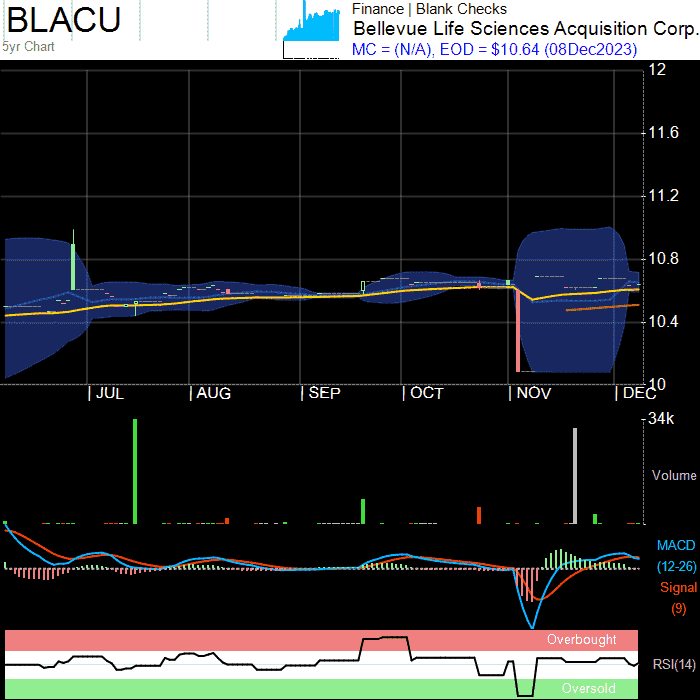 BLACU
5yr Chart
Finance | Blank Checks
Bellevue Life Sciences Acquisition Corp.
MC = (N/A), EOD = $10.64 (08Dec2023)
12
11.6
11.2
10.8
10.4
10
JUL
AUG
SEP
OCT
NOV
DEC
34k
Volume
MACD
(12-26)
Signal
(9)
Overbought
RSI(14)
Oversold